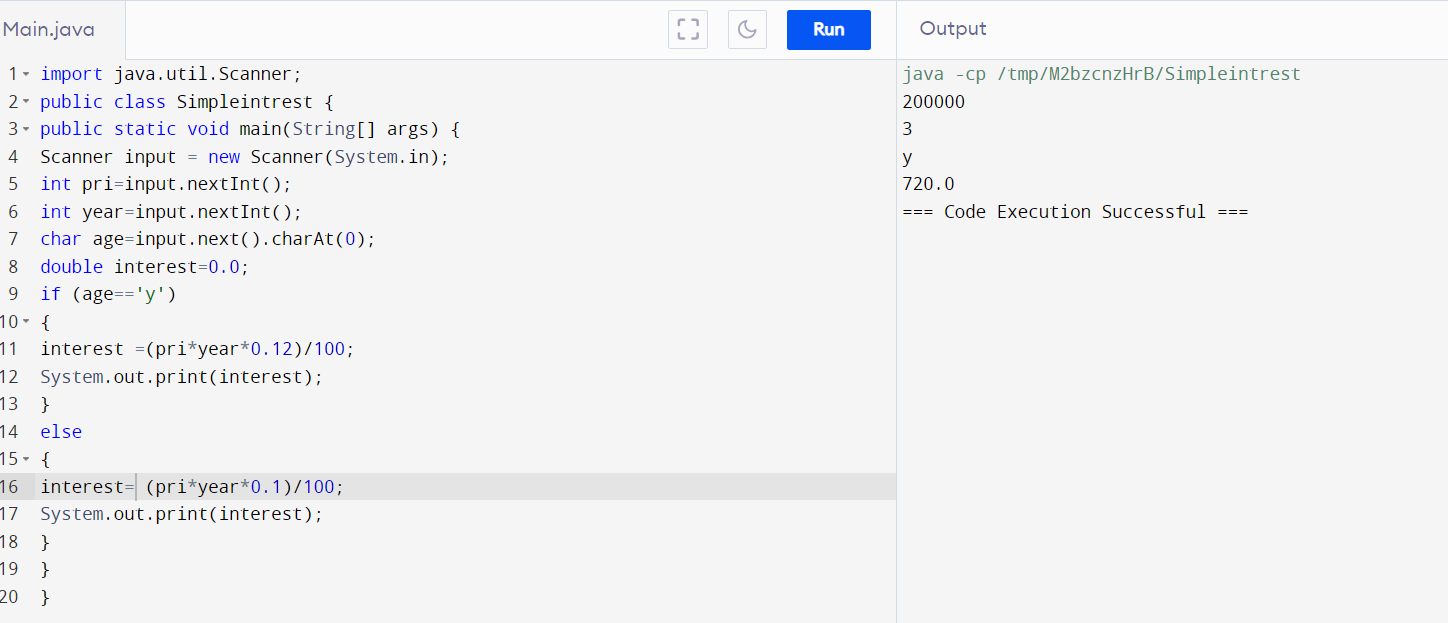 Main.java
Run
Output
1 import java.util.Scanner;
2 public class Simpleintrest {
3 public static void main(String[] args) {
4 Scanner input = new Scanner(System.in);
5 int pri=input.nextInt();
6 int year=input.nextInt();
7 char age=input.next().charAt(0);
8 double interest=0.0;
9 if (age=='y')
10 {
11 interest =(pri*year*0.12)/100;
12 System.out.print(interest);
13 }
14 else
15 {
16 interest= (pri*year*0.1)/100;
17 System.out.print(interest);
18 }
19 }
20 }
java -cp /tmp/M2bzcnzHrB/Simpleintrest
200000
3
y
720.0
=== Code Execution Successful ===